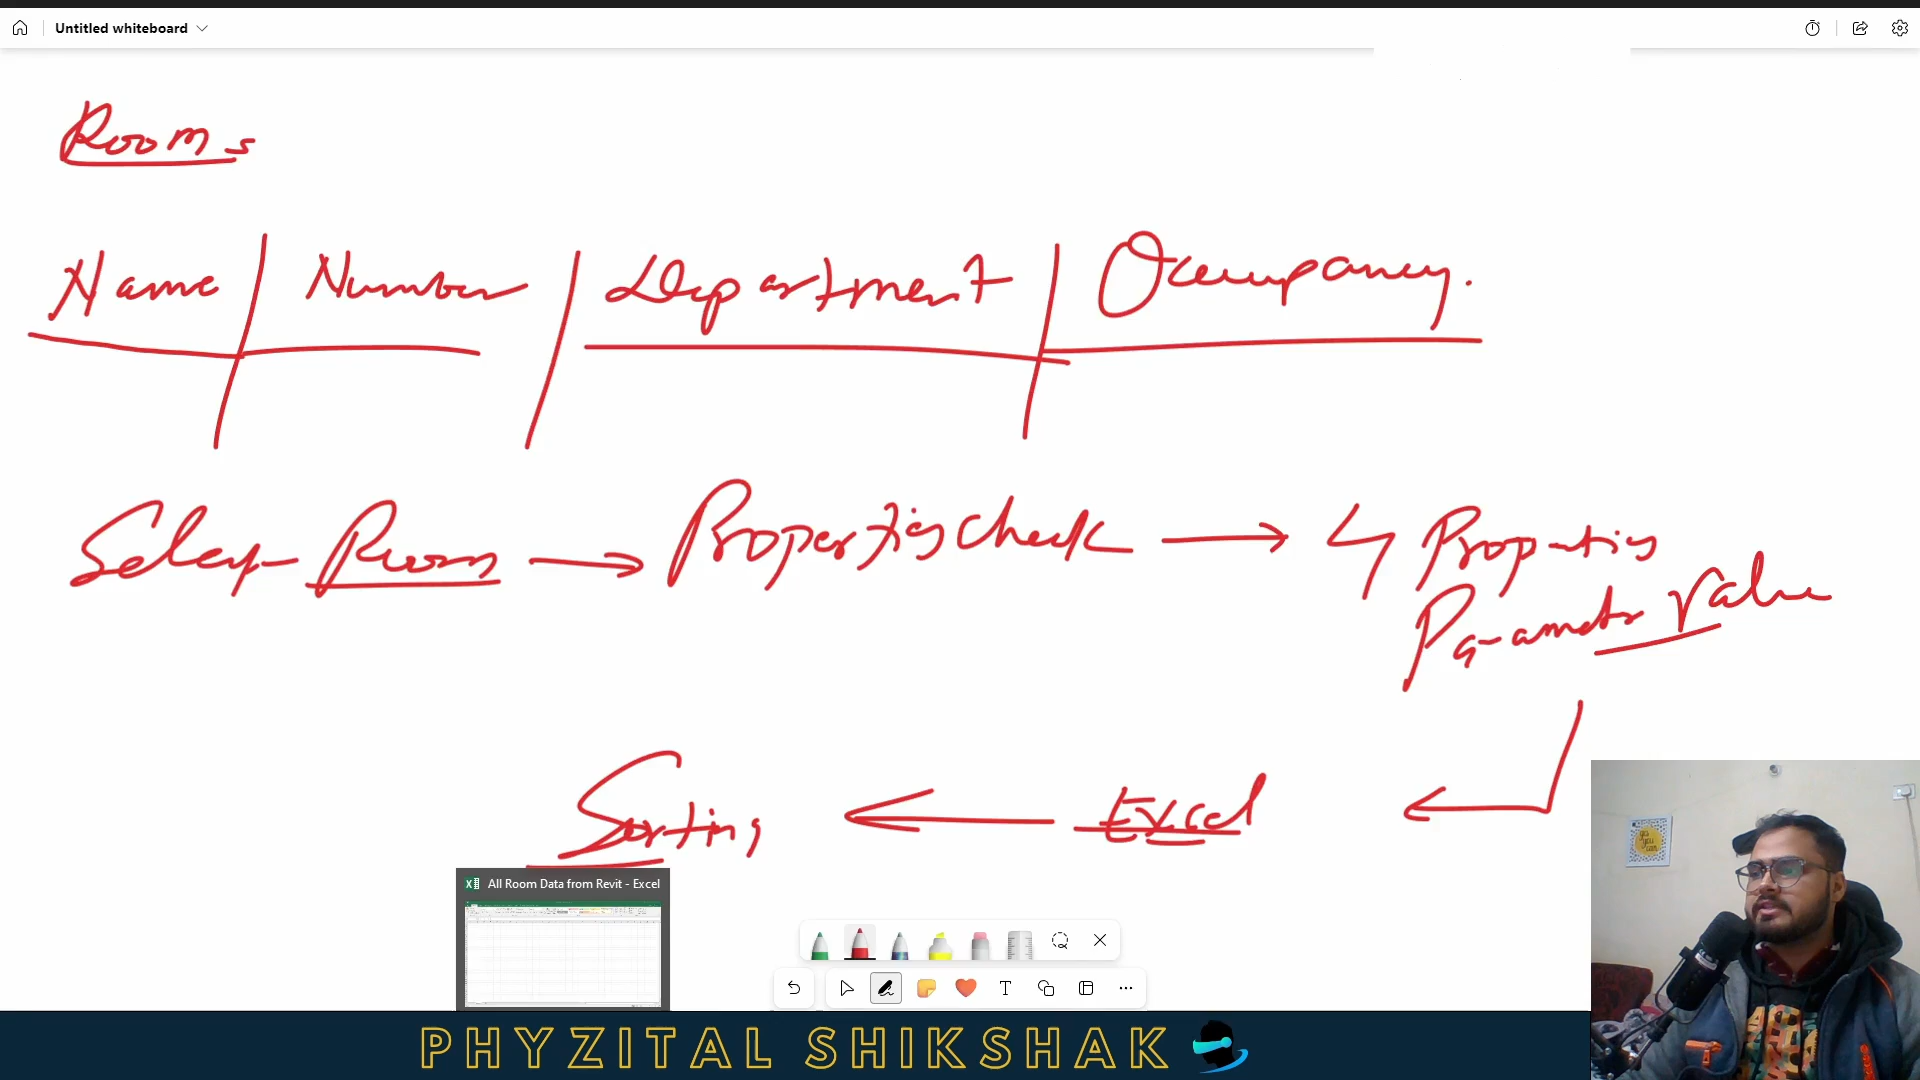 Untitled whiteboard
Rooms
Name Number Department Occupancy.
Select Room → Properties Check → 4 Properties
Parameter Value
Sorting ← Excel ←
All Room Data from Revit - Excel
T
PHYZITAL SHIKSHAK